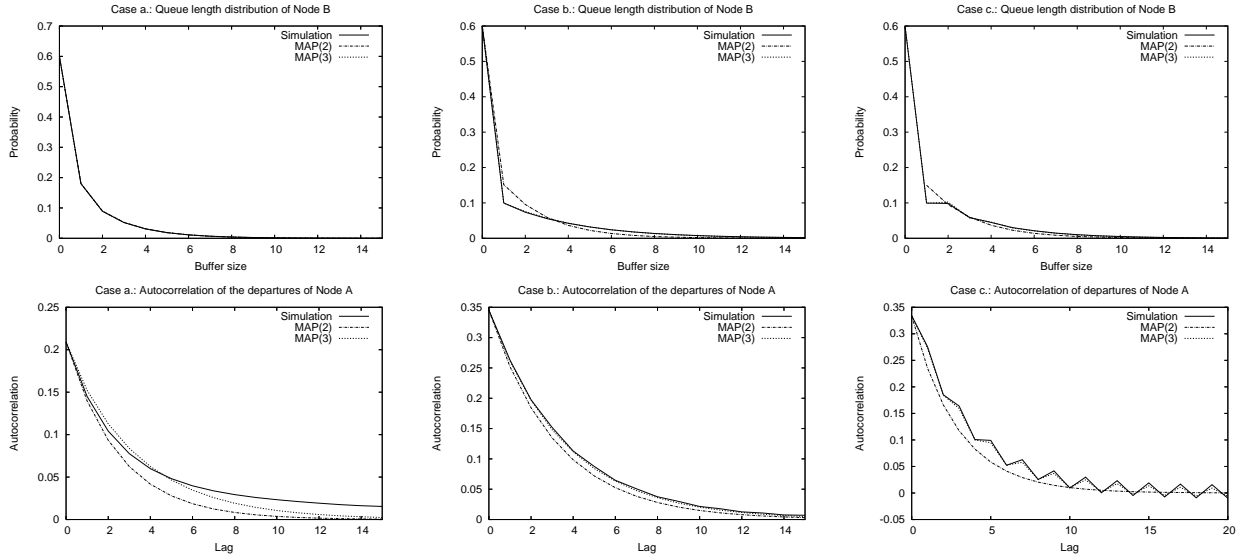 Case a.: Queue length distribution of Node B
Probability
0.7
0.6
0.5
0.4
0.3
0.2
0.1
0
Simulation
MAP(2)
MAP(3)
0 2 4 6 8 10 12 14
Buffer size
Case b.: Queue length distribution of Node B
Probability
0.6
0.5
0.4
0.3
0.2
0.1
0
Simulation
MAP(2)
MAP(3)
0 2 4 6 8 10 12 14
Buffer size
Case c.: Queue length distribution of Node B
Probability
0.6
0.5
0.4
0.3
0.2
0.1
0
Simulation
MAP(2)
MAP(3)
0 2 4 6 8 10 12 14
Buffer size
Case a.: Autocorrelation of the departures of Node A
Autocorrelation
0.25
0.2
0.15
0.1
0.05
0
Simulation
MAP(2)
MAP(3)
0 2 4 6 8 10 12 14
Lag
Case b.: Autocorrelation of the departures of Node A
Autocorrelation
0.35
0.3
0.25
0.2
0.15
0.1
0.05
0
Simulation
MAP(2)
MAP(3)
0 2 4 6 8 10 12 14
Lag
Case c.: Autocorrelation of departures of Node A
Autocorrelation
0.35
0.3
0.25
0.2
0.15
0.1
0.05
0
-0.05
Simulation
MAP(2)
MAP(3)
0 5 10 15 20
Lag